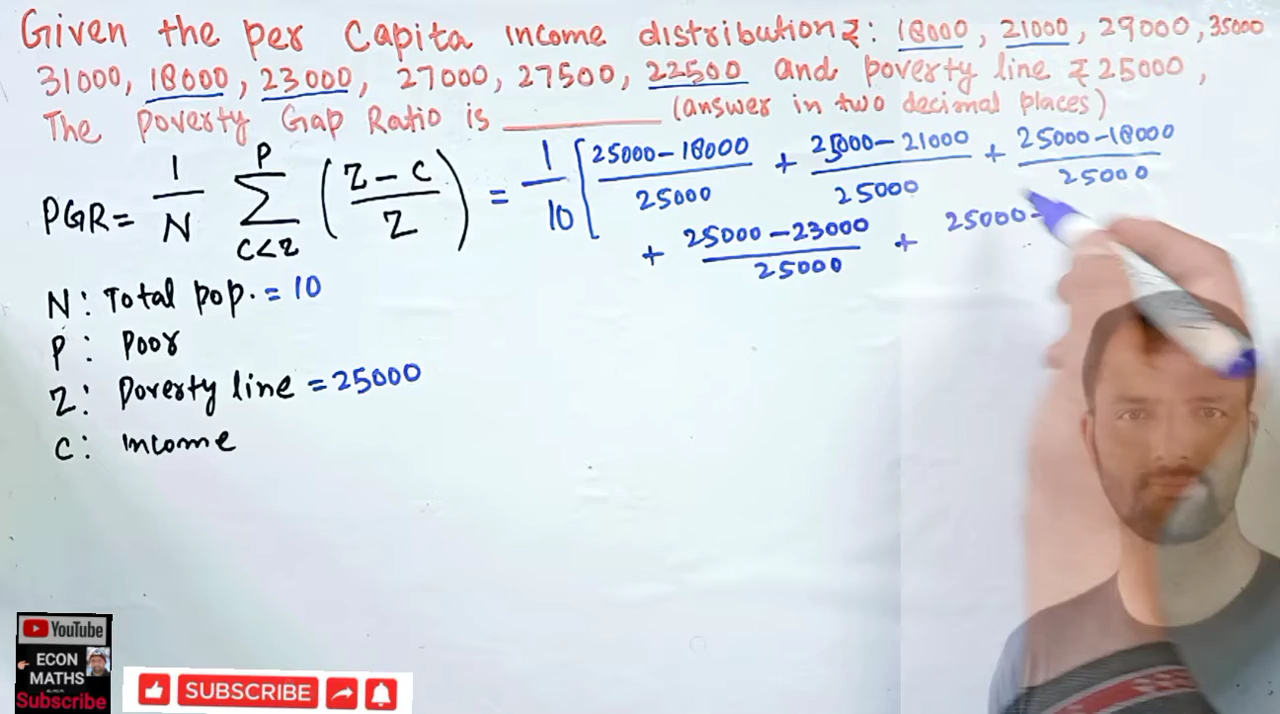 Given the per Capita income distribution ₹: 18000, 21000, 29000, 35000
31000, 18000, 23000, 27000, 27500, 22500 and poverty line ₹ 25000,
The Poverty Gap Ratio is ________ (answer in two decimal places)
PGR = 1/N P∑C<Z (Z - C / Z) = 1/10 [ 25000-18000 / 25000 + 25000-21000 / 25000 + 25000-18000 / 25000
+ 25000-23000 / 25000 + 25000-
N: Total pop. = 10
P: Poor
Z: Poverty line = 25000
C: Income
YouTube
ECON
MATHS
Subscribe
SUBSCRIBE